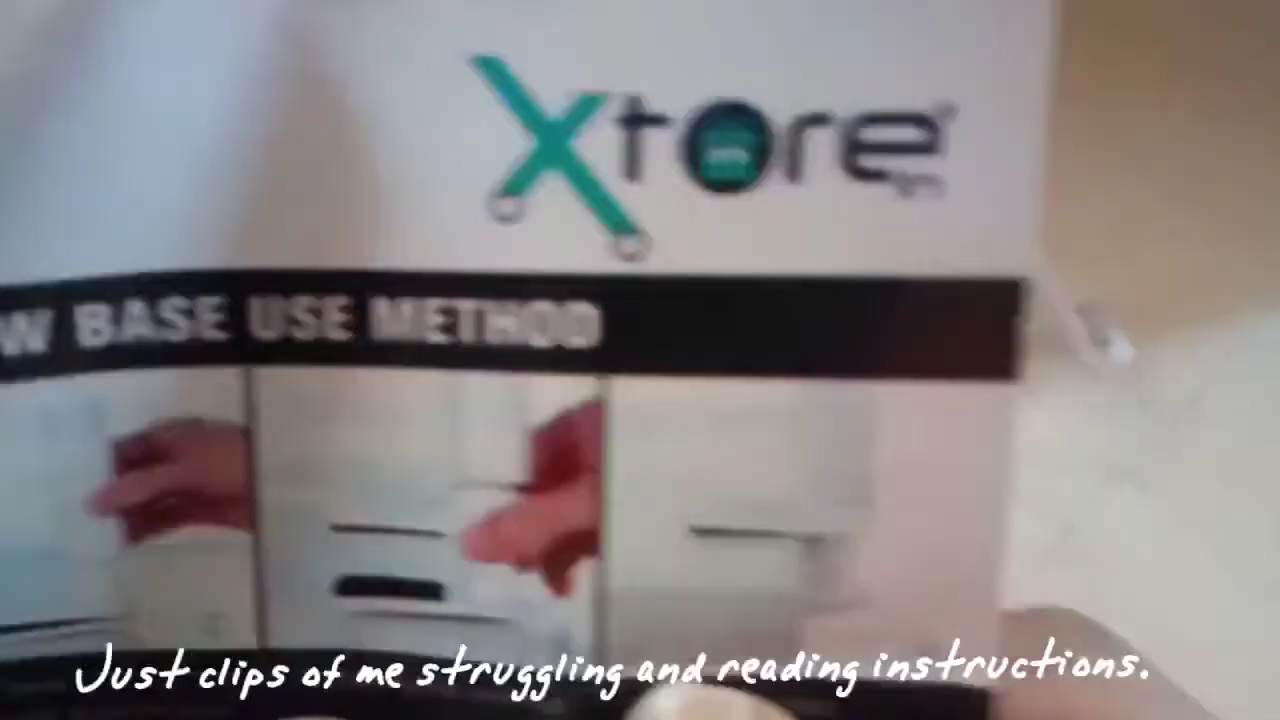 Xtore
W BASE USE METHOD
Just clips of me struggling and reading instructions.